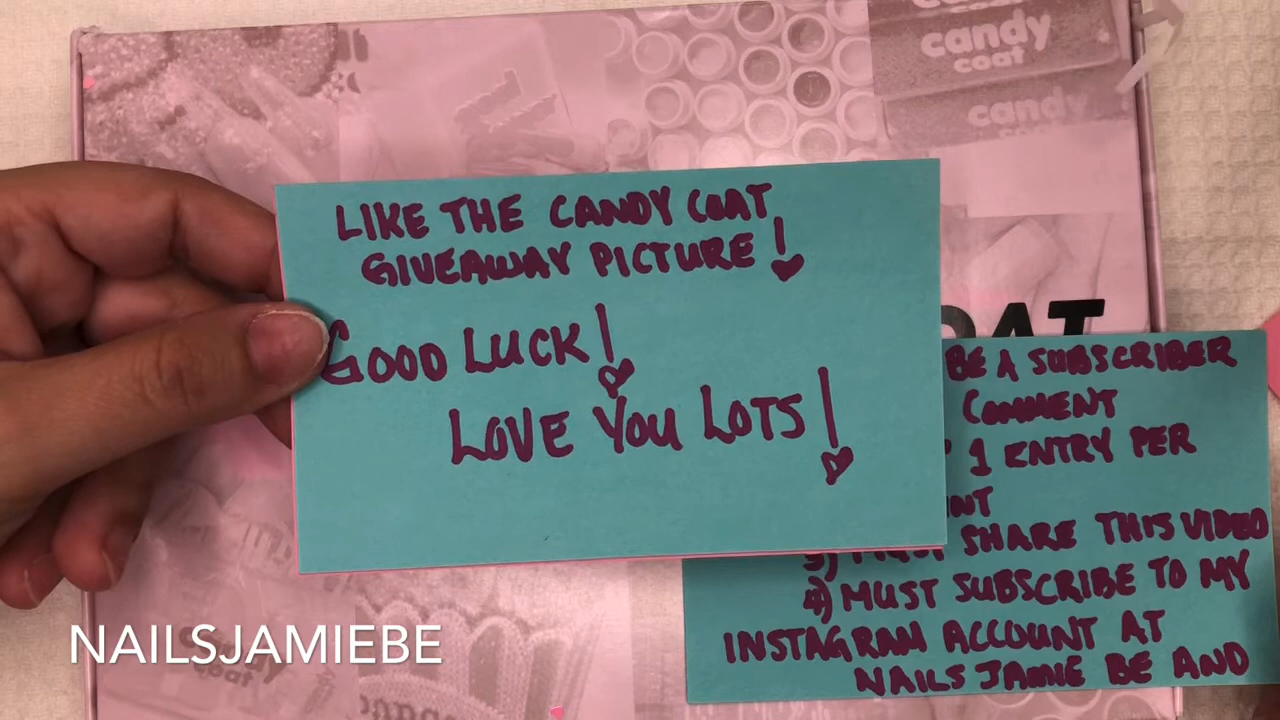 candy
coat
candy
LIKE THE CANDY COAT
GIVEAWAY PICTURE!
GOOD LUCK!
LOVE YOU LOTS!
BE A SUBSCRIBER
COMMENT
1 ENTRY PER
SHARE THIS VIDEO
4) MUST SUBSCRIBE TO MY
INSTAGRAM ACCOUNT AT
NAILS JAMIE BE AND
NAILSJAMIEBE